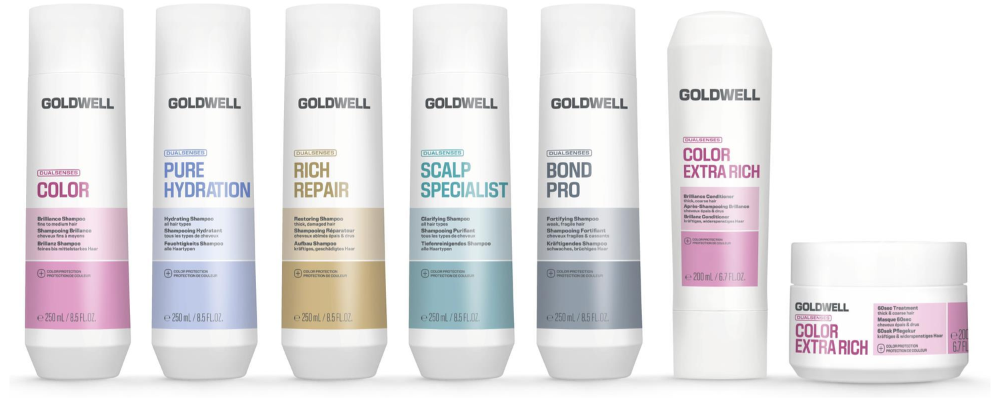 GOLDWELL
DUALSENSES
COLOR
Brilliance Shampoo
fine to medium hair
Shampooing Brillance
cheveux fins à moyens
Brillanz Shampoo
feines bis mittelstarkes Haar
COLOR PROTECTION
PROTECTION DE COULEUR
℮ 250 mL / 8.5 FL.OZ.
GOLDWELL
DUALSENSES
PURE
HYDRATION
Hydrating Shampoo
all hair types
Shampooing Hydratant
tous les types de cheveux
Feuchtigkeits Shampoo
alle Haartypen
COLOR PROTECTION
PROTECTION DE COULEUR
℮ 250 mL / 8.5 FL.OZ.
GOLDWELL
DUALSENSES
RICH
REPAIR
Restoring Shampoo
thick, damaged hair
Shampooing Réparateur
cheveux abîmés épais & drus
Aufbau Shampoo
kräftiges, geschädigtes Haar
COLOR PROTECTION
PROTECTION DE COULEUR
℮ 250 mL / 8.5 FL.OZ.
GOLDWELL
DUALSENSES
SCALP
SPECIALIST
Clarifying Shampoo
all hair types
Shampooing Purifiant
tous les types de cheveux
Tiefenreinigendes Shampoo
alle Haartypen
COLOR PROTECTION
PROTECTION DE COULEUR
℮ 250 mL / 8.5 FL.OZ.
GOLDWELL
DUALSENSES
BOND
PRO
Fortifying Shampoo
weak, fragile hair
Shampooing Fortifiant
cheveux fragiles & cassants
Kräftigendes Shampoo
schwaches, brüchiges Haar
COLOR PROTECTION
PROTECTION DE COULEUR
℮ 250 mL / 8.5 FL.OZ.
GOLDWELL
DUALSENSES
COLOR
EXTRA RICH
Brilliance Conditioner
thick, coarse hair
Après-Shampooing Brillance
cheveux épais & drus
Brillanz Conditioner
kräftiges, widerspenstiges Haar
COLOR PROTECTION
PROTECTION DE COULEUR
℮ 200 mL / 6.7 FL.OZ.
GOLDWELL
DUALSENSES
COLOR
EXTRA RICH
60sec Treatment
thick & coarse hair
Masque 60sec
cheveux épais & drus
60sek Pflegekur
kräftiges & widerspenstiges Haar
COLOR PROTECTION
PROTECTION DE COULEUR
℮ 200
6.7 FL